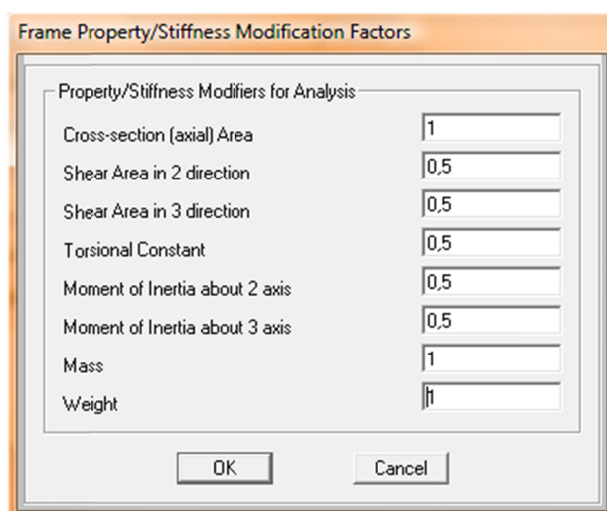 Frame Property/Stiffness Modification Factors
Property/Stiffness Modifiers for Analysis
Cross-section (axial) Area 1
Shear Area in 2 direction 0,5
Shear Area in 3 direction 0,5
Torsional Constant 0,5
Moment of Inertia about 2 axis 0,5
Moment of Inertia about 3 axis 0,5
Mass 1
Weight 1
OK Cancel